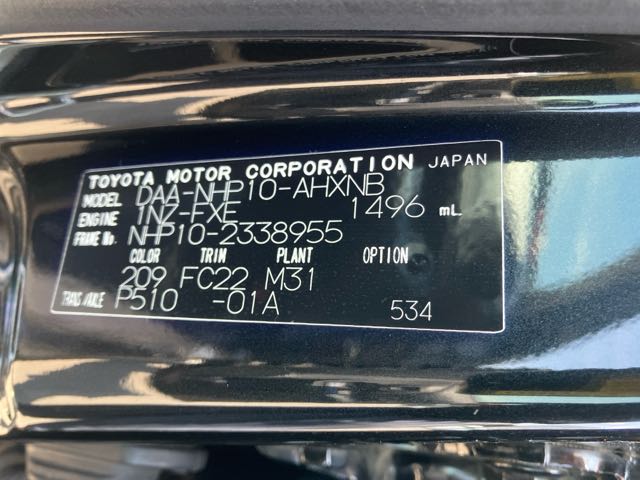 TOYOTA MOTOR CORPORATION JAPAN
MODEL DAA-NHP10-AHXNB
ENGINE 1NZ-FXE 1496 mL
FRAME NO. NHP10-2338955
COLOR TRIM PLANT OPTION
209 FC22 M31
TRANS/AXLE P510 -01A 534